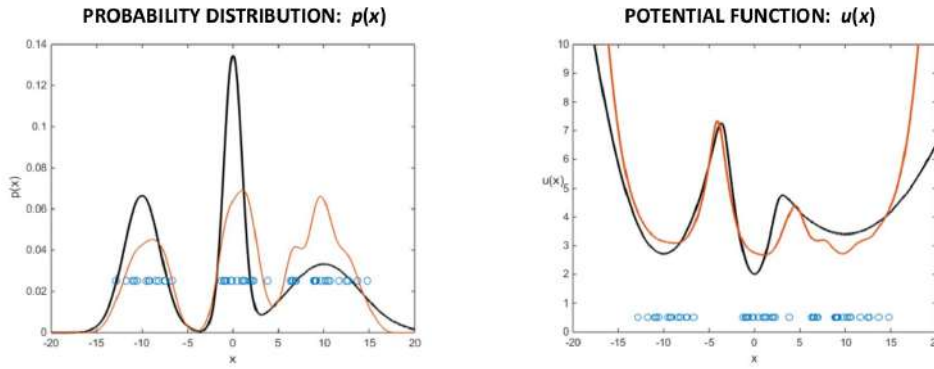 PROBABILITY DISTRIBUTION: p(x)
0.14
0.12
0.1
0.08
0.06
0.04
0.02
0
p(x)
-20 -15 -10 -5 0 5 10 15 20
x
POTENTIAL FUNCTION: u(x)
10
9
8
7
6
5
4
3
2
1
0
u(x)
-20 -15 -10 -5 0 5 10 15 20
x